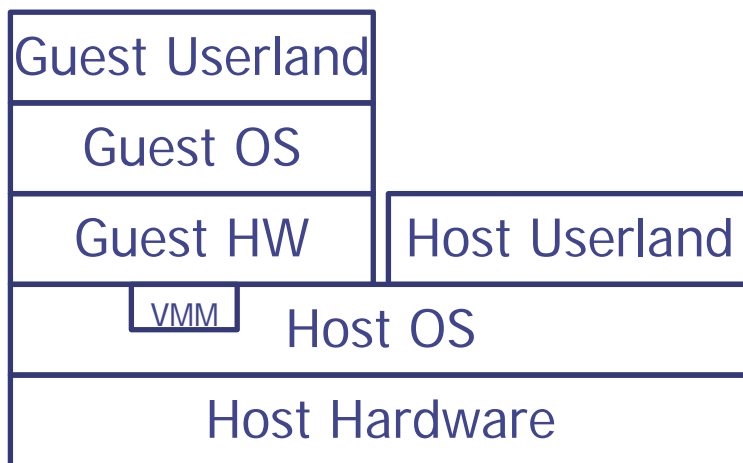 Guest Userland
Guest OS
Guest HW
Host Userland
VMM
Host OS
Host Hardware